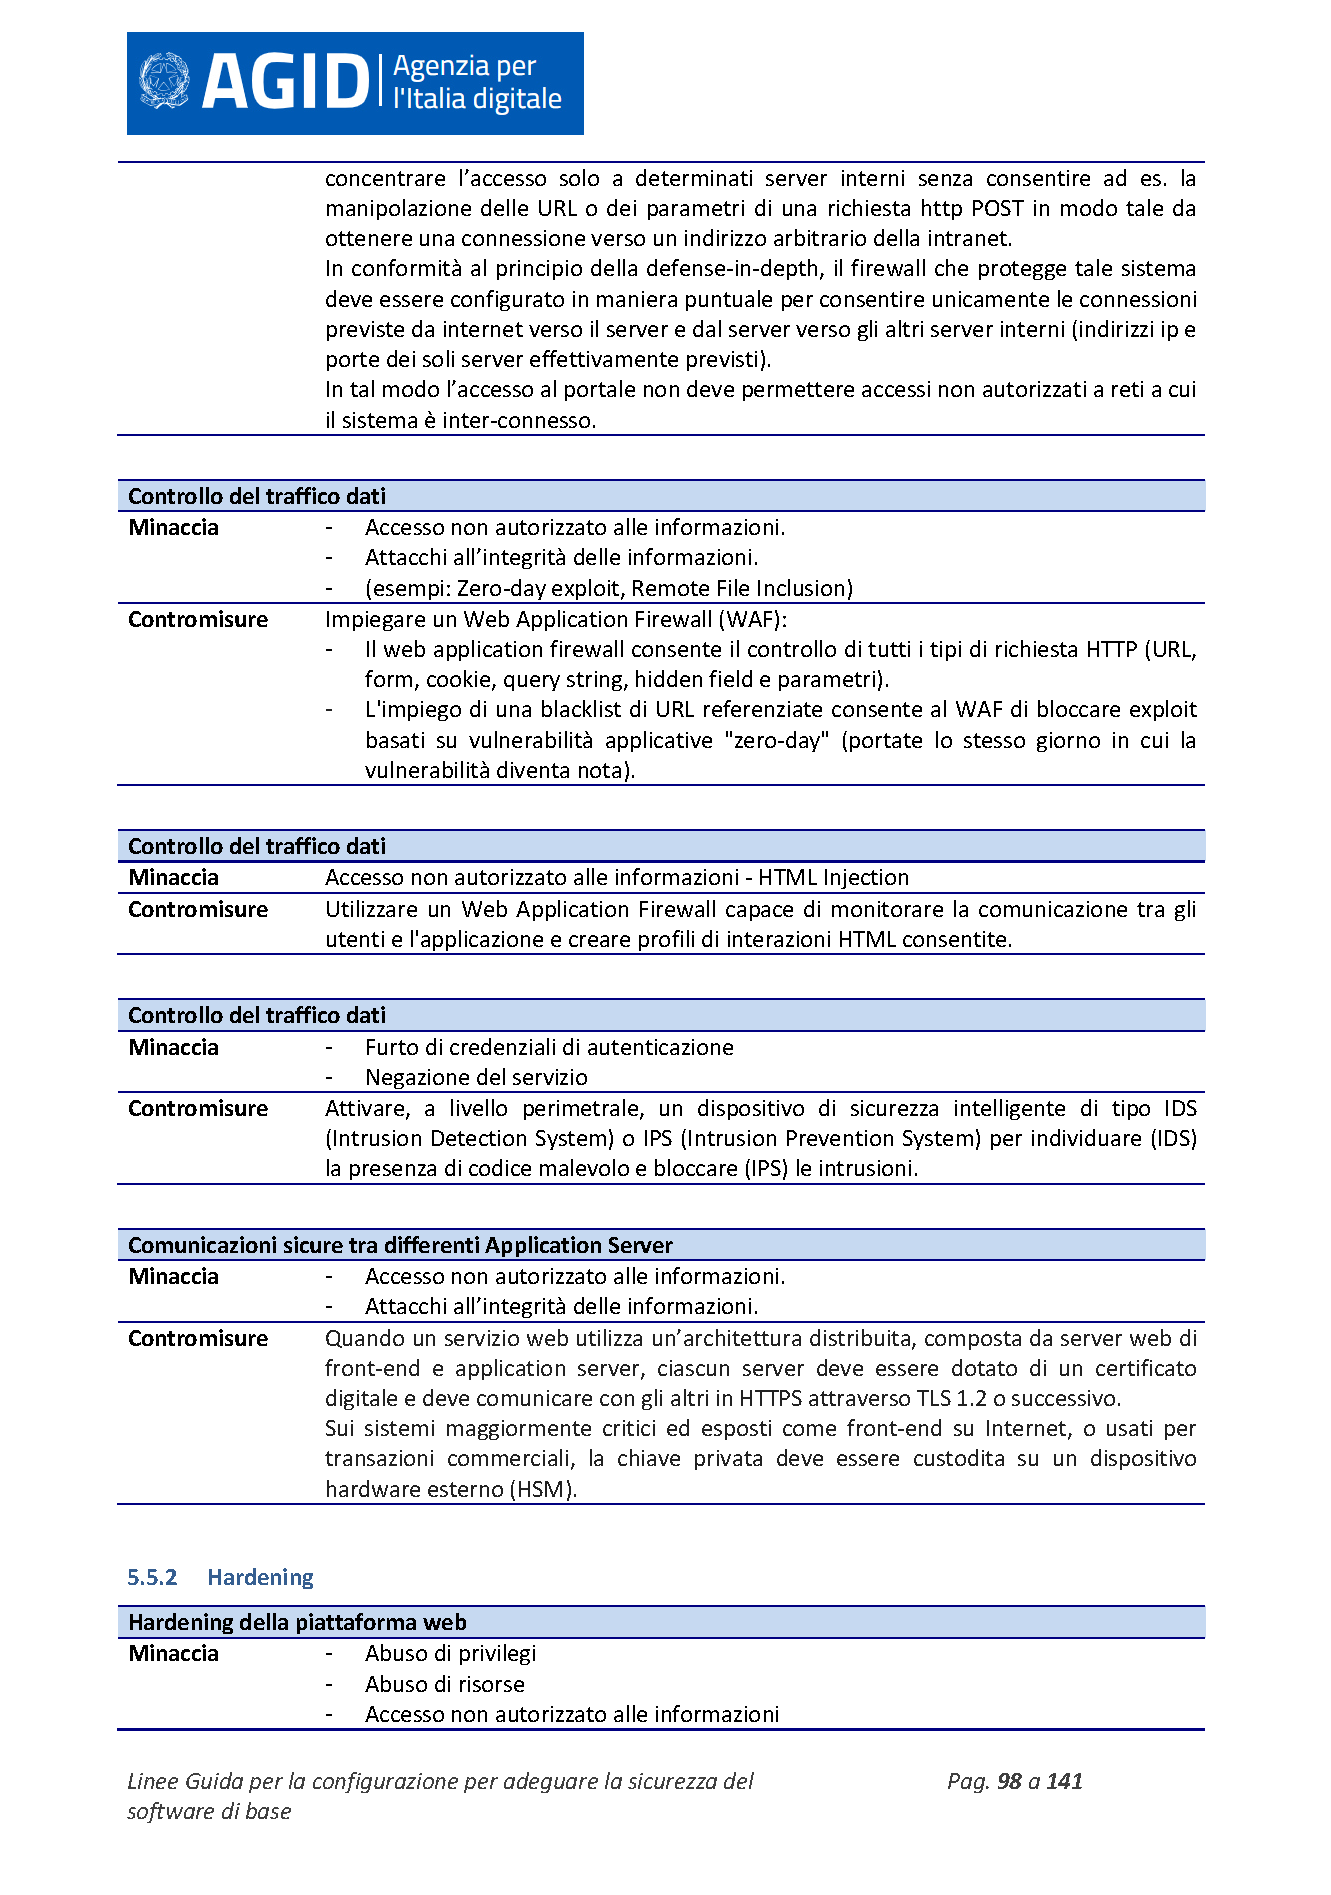 AGID Agenzia per
l'Italia digitale
concentrare l’accesso solo a determinati server interni senza consentire ad es. la
manipolazione delle URL o dei parametri di una richiesta http POST in modo tale da
ottenere una connessione verso un indirizzo arbitrario della intranet.
In conformità al principio della defense-in-depth, il firewall che protegge tale sistema
deve essere configurato in maniera puntuale per consentire unicamente le connessioni
previste da internet verso il server e dal server verso gli altri server interni (indirizzi ip e
porte dei soli server effettivamente previsti).
In tal modo l’accesso al portale non deve permettere accessi non autorizzati a reti a cui
il sistema è inter-connesso.
Controllo del traffico dati
Minaccia - Accesso non autorizzato alle informazioni.
- Attacchi all’integrità delle informazioni.
- (esempi: Zero-day exploit, Remote File Inclusion)
Contromisure Impiegare un Web Application Firewall (WAF):
- Il web application firewall consente il controllo di tutti i tipi di richiesta HTTP (URL,
form, cookie, query string, hidden field e parametri).
- L'impiego di una blacklist di URL referenziate consente al WAF di bloccare exploit
basati su vulnerabilità applicative "zero-day" (portate lo stesso giorno in cui la
vulnerabilità diventa nota).
Controllo del traffico dati
Minaccia Accesso non autorizzato alle informazioni - HTML Injection
Contromisure Utilizzare un Web Application Firewall capace di monitorare la comunicazione tra gli
utenti e l'applicazione e creare profili di interazioni HTML consentite.
Controllo del traffico dati
Minaccia - Furto di credenziali di autenticazione
- Negazione del servizio
Contromisure Attivare, a livello perimetrale, un dispositivo di sicurezza intelligente di tipo IDS
(Intrusion Detection System) o IPS (Intrusion Prevention System) per individuare (IDS)
la presenza di codice malevolo e bloccare (IPS) le intrusioni.
Comunicazioni sicure tra differenti Application Server
Minaccia - Accesso non autorizzato alle informazioni.
- Attacchi all’integrità delle informazioni.
Contromisure Quando un servizio web utilizza un’architettura distribuita, composta da server web di
front-end e application server, ciascun server deve essere dotato di un certificato
digitale e deve comunicare con gli altri in HTTPS attraverso TLS 1.2 o successivo.
Sui sistemi maggiormente critici ed esposti come front-end su Internet, o usati per
transazioni commerciali, la chiave privata deve essere custodita su un dispositivo
hardware esterno (HSM).
5.5.2 Hardening
Hardening della piattaforma web
Minaccia - Abuso di privilegi
- Abuso di risorse
- Accesso non autorizzato alle informazioni
Linee Guida per la configurazione per adeguare la sicurezza del Pag. 98 a 141
software di base